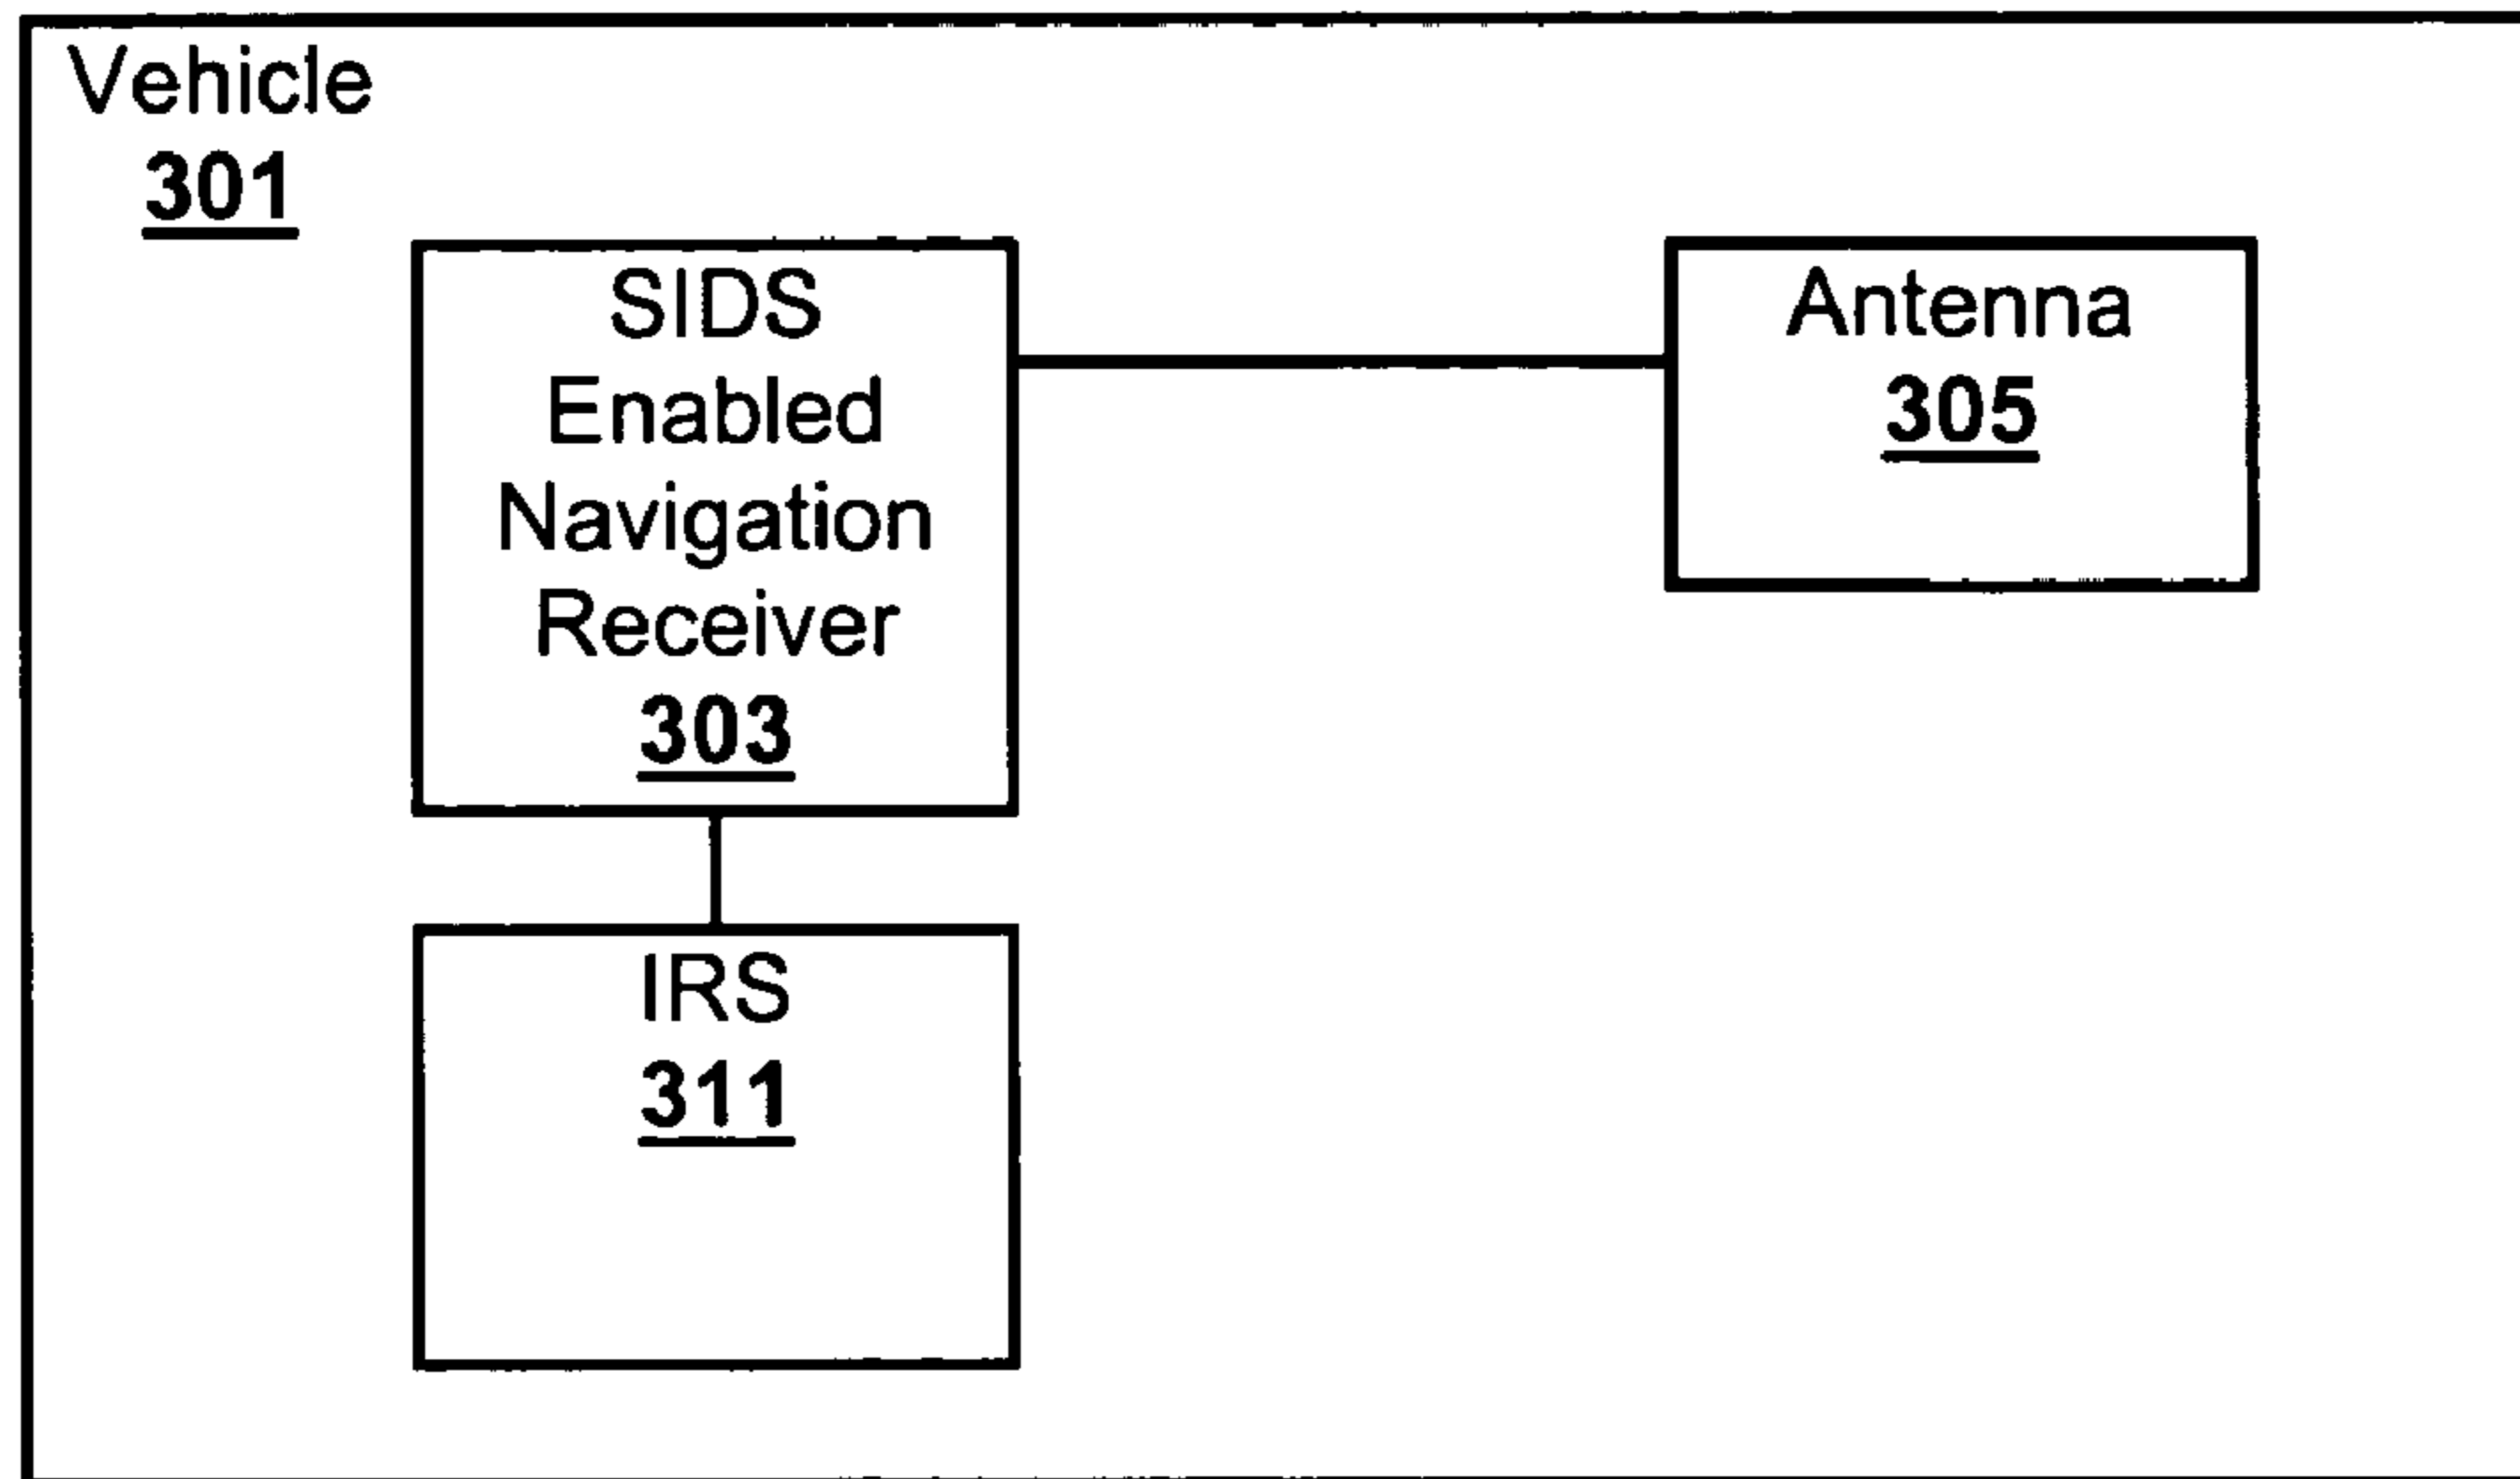 Vehicle
301
SIDS
Enabled
Navigation
Receiver
303
Antenna
305
IRS
311